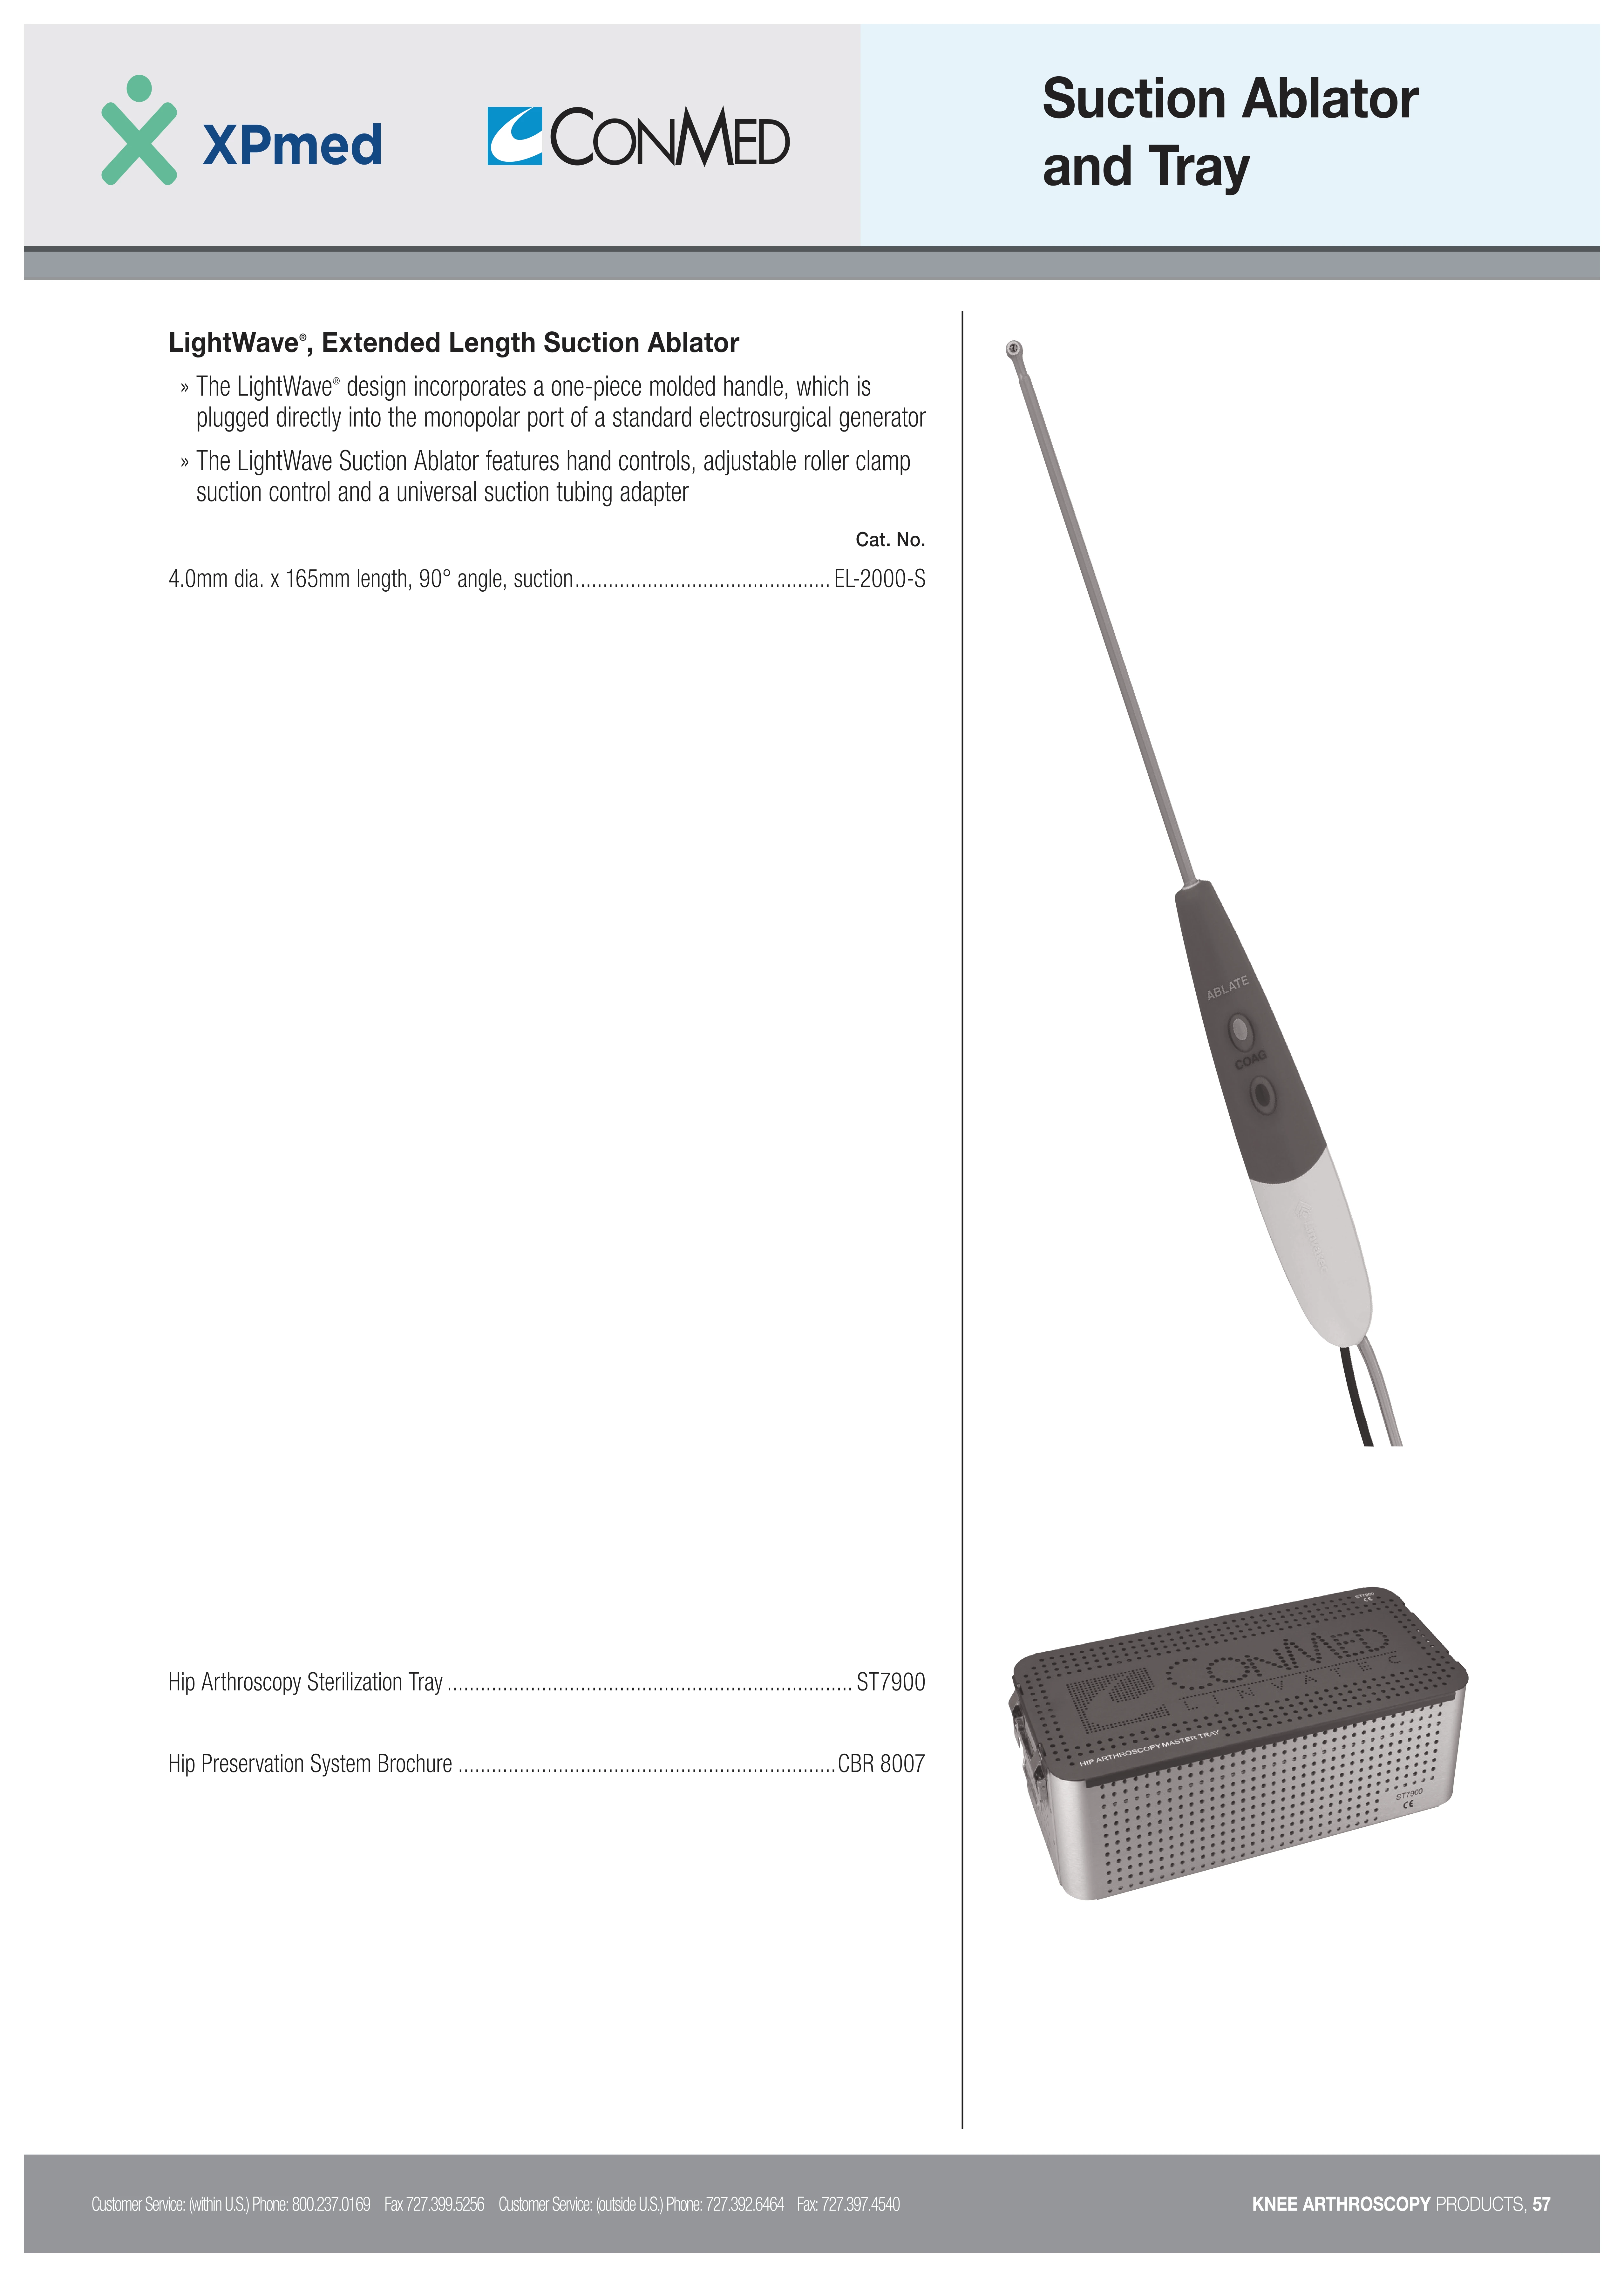 XPmed
CONMED
Suction Ablator
and Tray
LightWave®, Extended Length Suction Ablator
» The LightWave® design incorporates a one-piece molded handle, which is
plugged directly into the monopolar port of a standard electrosurgical generator
» The LightWave Suction Ablator features hand controls, adjustable roller clamp
suction control and a universal suction tubing adapter
Cat. No.
4.0mm dia. x 165mm length, 90° angle, suction.............................................. EL-2000-S
ABLATE
COAG
Hip Arthroscopy Sterilization Tray ......................................................................... ST7900
Hip Preservation System Brochure ....................................................................CBR 8007
ST7900
CE
CONMED
LINVATEC
HIP ARTHROSCOPY MASTER TRAY
ST7900
CE
Customer Service: (within U.S.) Phone: 800.237.0169 Fax 727.399.5256 Customer Service: (outside U.S.) Phone: 727.392.6464 Fax: 727.397.4540
KNEE ARTHROSCOPY PRODUCTS, 57